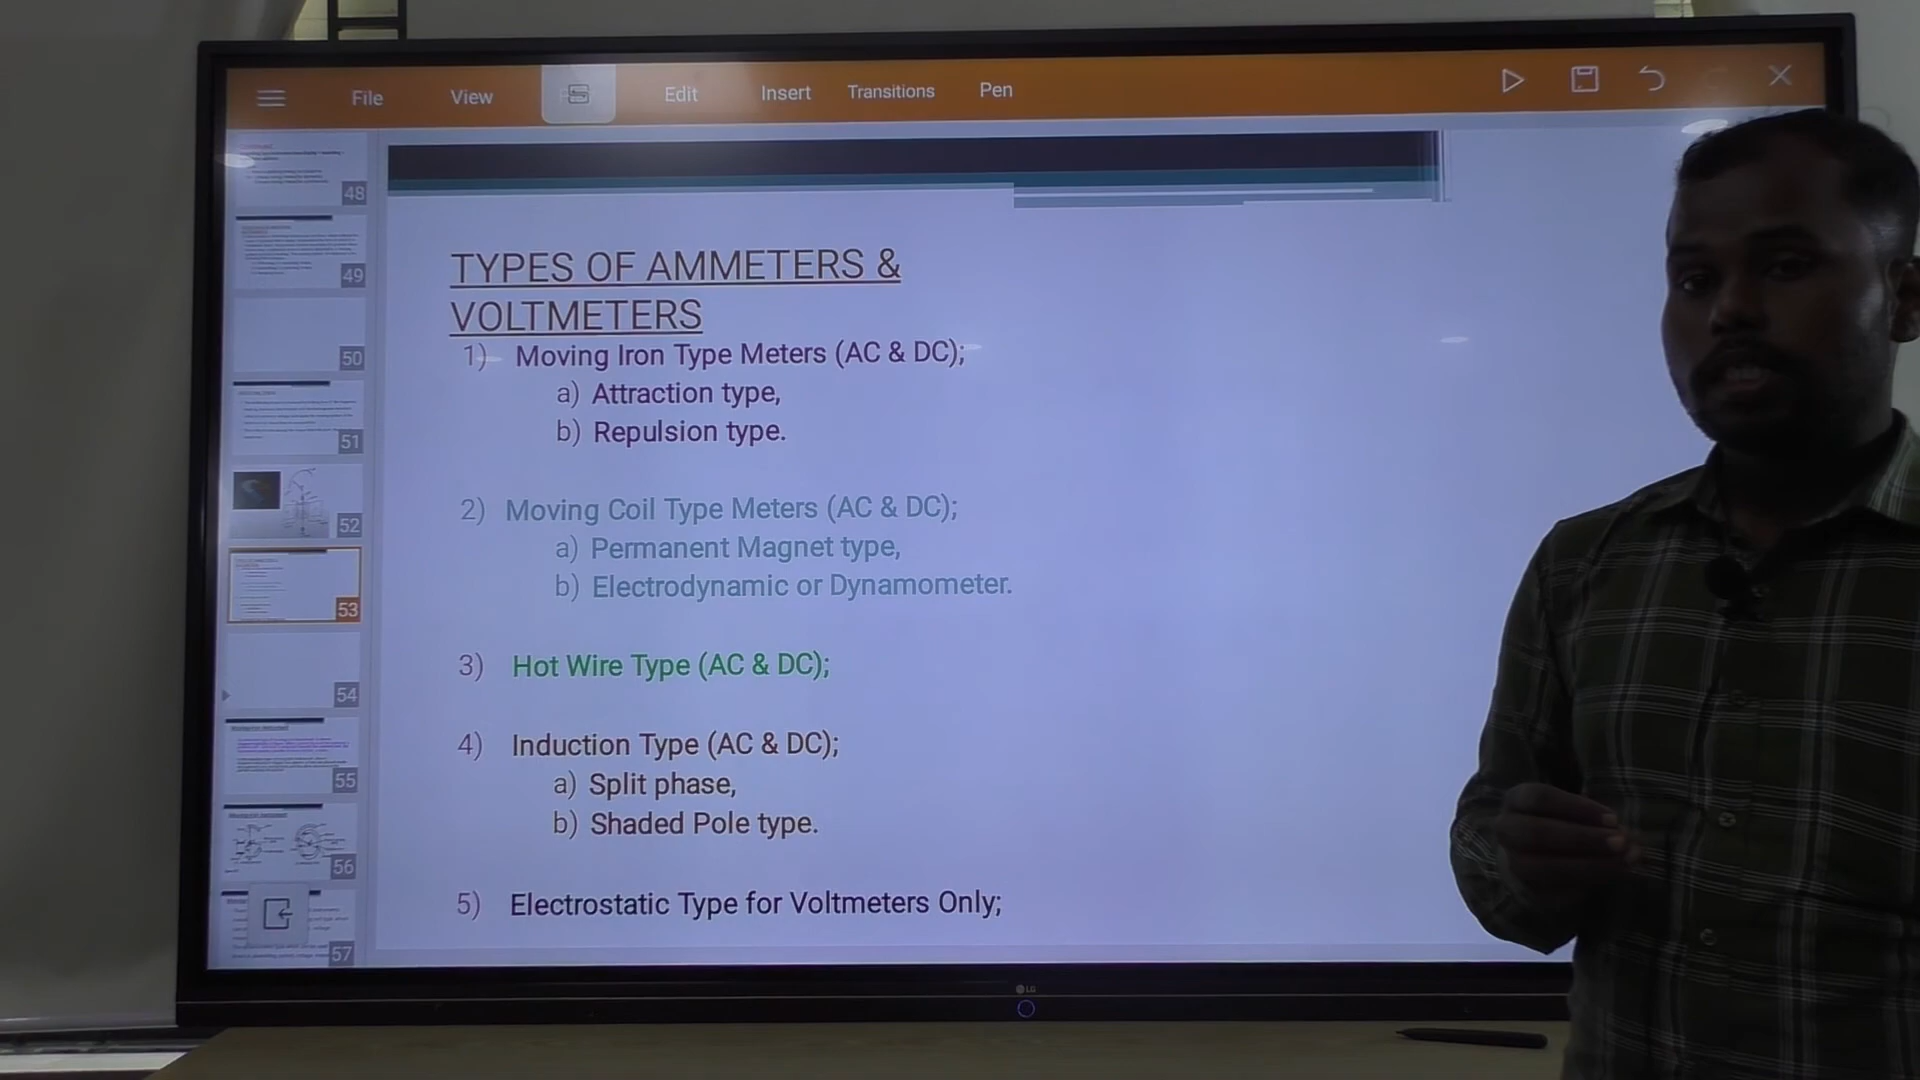 File View Edit Insert Transitions Pen
48
49
50
51
52
53
54
55
56
57
TYPES OF AMMETERS &
VOLTMETERS
1) Moving Iron Type Meters (AC & DC);
a) Attraction type,
b) Repulsion type.
2) Moving Coil Type Meters (AC & DC);
a) Permanent Magnet type,
b) Electrodynamic or Dynamometer.
3) Hot Wire Type (AC & DC);
4) Induction Type (AC & DC);
a) Split phase,
b) Shaded Pole type.
5) Electrostatic Type for Voltmeters Only;
LG